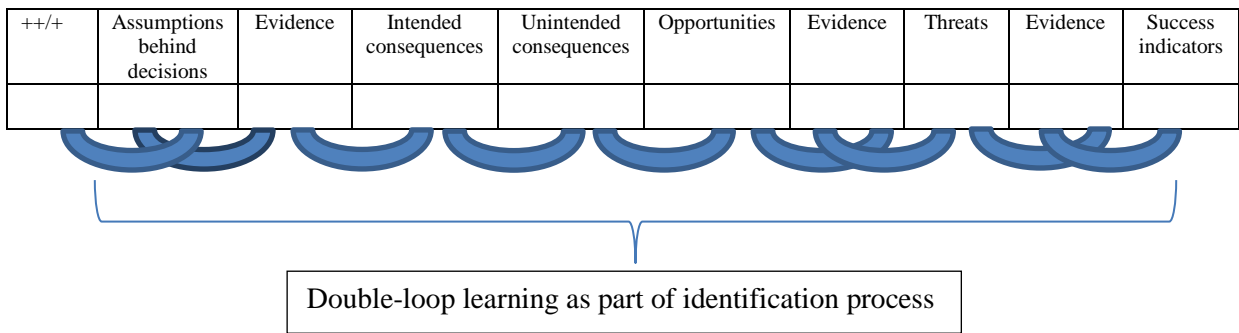 ++/+
Assumptions
behind
decisions
Evidence
Intended
consequences
Unintended
consequences
Opportunities
Evidence
Threats
Evidence
Success
indicators
Double-loop learning as part of identification process